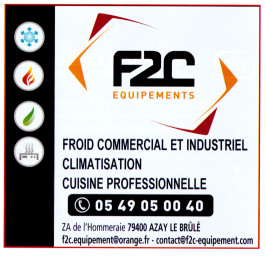 F2C
EQUIPEMENTS
FROID COMMERCIAL ET INDUSTRIEL
CLIMATISATION
CUISINE PROFESSIONNELLE
05 49 05 00 40
ZA de l'Hommeraie 79400 AZAY LE BRÛLÉ
f2c.equipement@orange.fr - contact@f2c-equipement.com